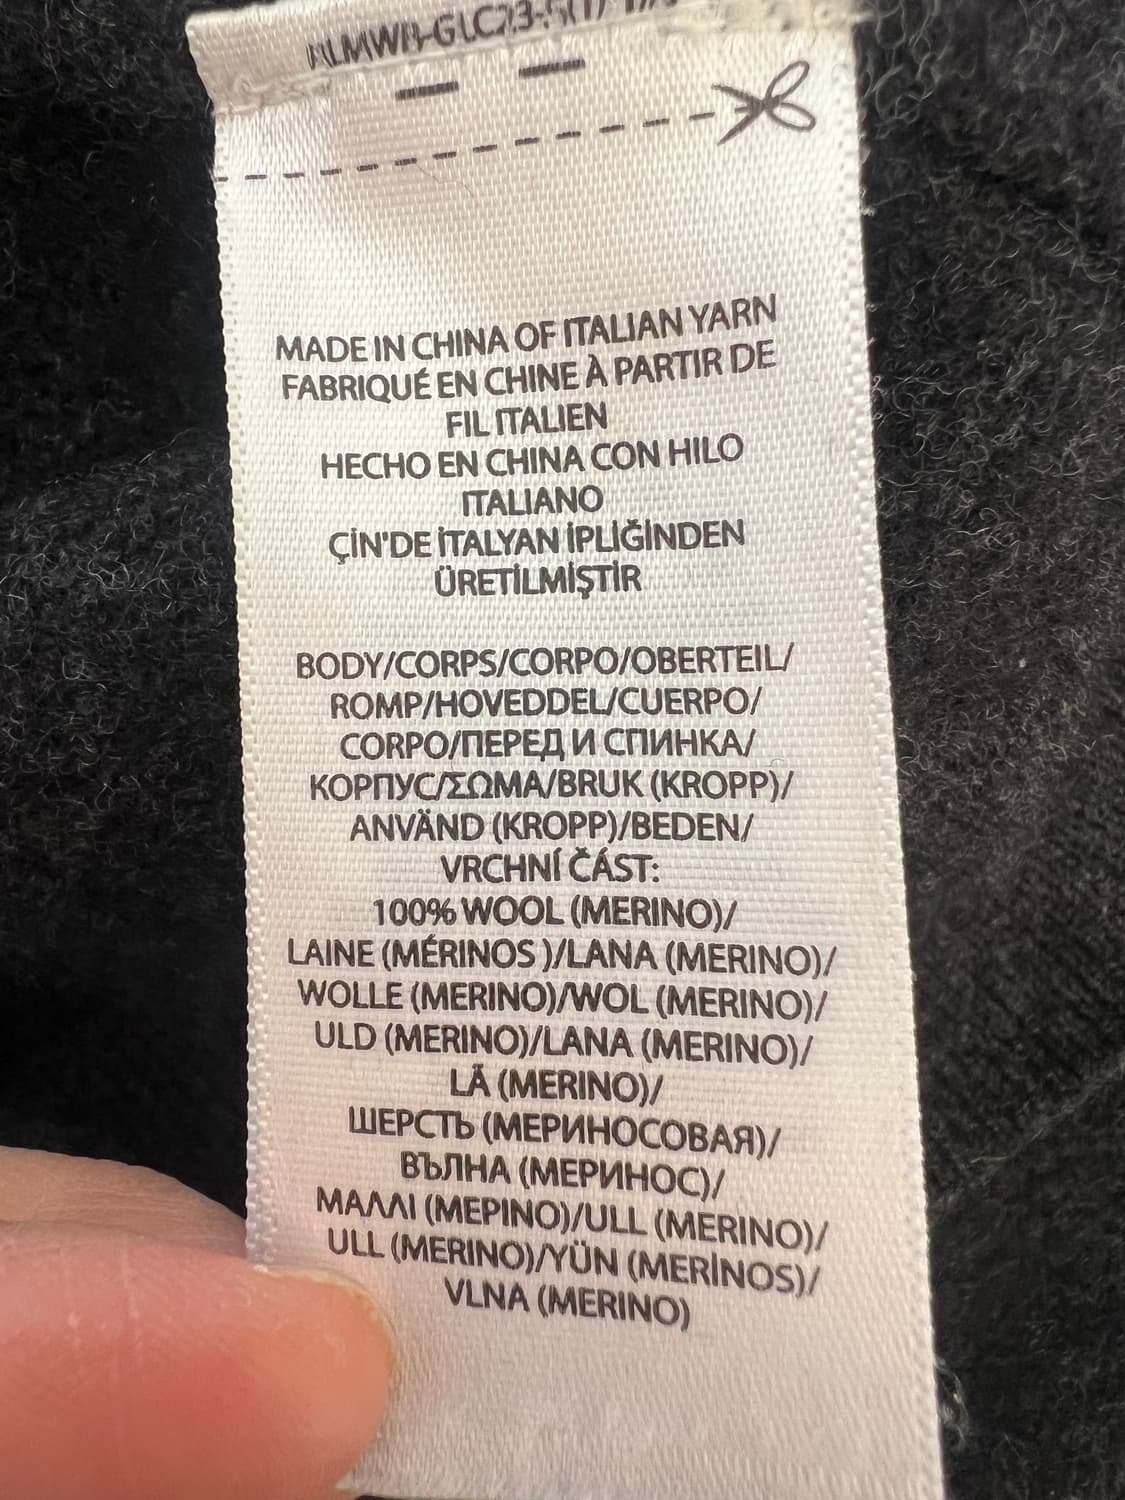 MADE IN CHINA OF ITALIAN YARN
FABRIQUÉ EN CHINE À PARTIR DE
FIL ITALIEN
HECHO EN CHINA CON HILO
ITALIANO
ÇİN'DE İTALYAN İPLİĞİNDEN
ÜRETİLMİŞTİR
BODY/CORPS/CORPO/OBERTEIL/
ROMP/HOVEDDEL/CUERPO/
CORPO/ПЕРЕД И СПИНКА/
КОРПУС/ΣΩΜΑ/BRUK (KROPP)/
ANVÄND (KROPP)/BEDEN/
VRCHNÍ ČÁST:
100% WOOL (MERINO)/
LAINE (MÉRINOS )/LANA (MERINO)/
WOLLE (MERINO)/WOL (MERINO)/
ULD (MERINO)/LANA (MERINO)/
LÃ (MERINO)/
ШЕРСТЬ (МЕРИНОСОВАЯ)/
ВЪЛНА (МЕРИНОС)/
ΜΑΛΛΙ (ΜΕΡΙΝΟ)/ULL (MERINO)/
ULL (MERINO)/YÜN (MERİNOS)/
VLNA (MERINO)